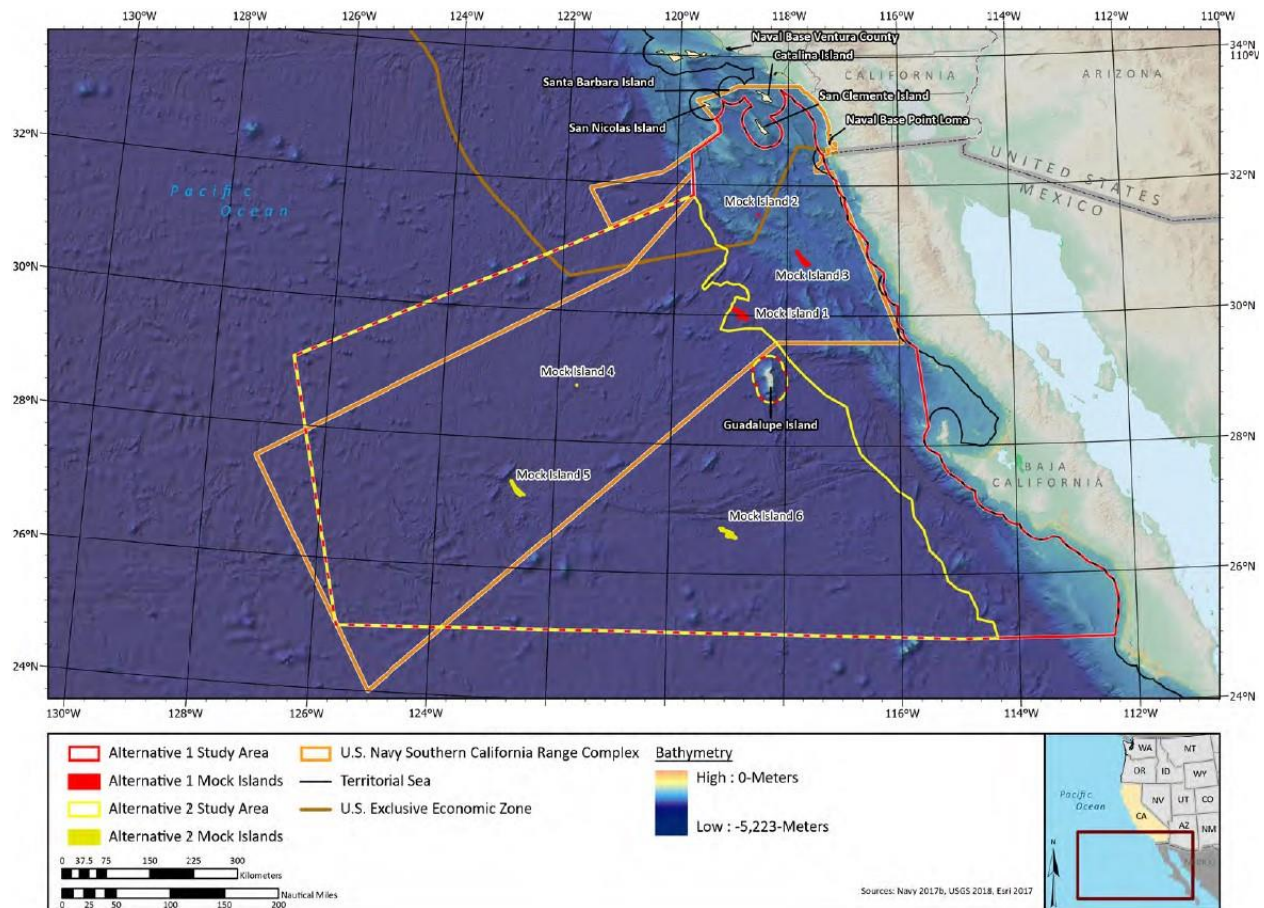 130°W 128°W 126°W 124°W 122°W 120°W 118°W 116°W 114°W 112°W 110°W
34°N
110°W
32°N
30°N
28°N
26°N
24°N
34°N
32°N
30°N
28°N
26°N
24°N
Naval Base Ventura County
Catalina Island
CALIFORNIA
ARIZONA
Santa Barbara Island
San Clemente Island
San Nicolas Island
Naval Base Point Loma
UNITED STATES
MEXICO
Pacific
Ocean
Mock Island 2
Mock Island 3
Mock Island 1
Mock Island 4
Guadalupe Island
BAJA
CALIFORNIA
Mock Island 5
Mock Island 6
130°W 128°W 126°W 124°W 122°W 120°W 118°W 116°W 114°W 112°W
Alternative 1 Study Area
Alternative 1 Mock Islands
Alternative 2 Study Area
Alternative 2 Mock Islands
U.S. Navy Southern California Range Complex
Territorial Sea
U.S. Exclusive Economic Zone
Bathymetry
High : 0-Meters
Low : -5,223-Meters
0 37.5 75 150 225 300
Kilometers
Nautical Miles
0 25 50 100 150 200
Sources: Navy 2017b, USGS 2018, Esri 2017
WA
MT
OR
ID
WY
Pacific
Ocean
NV
UT
CO
CA
AZ
NM
N